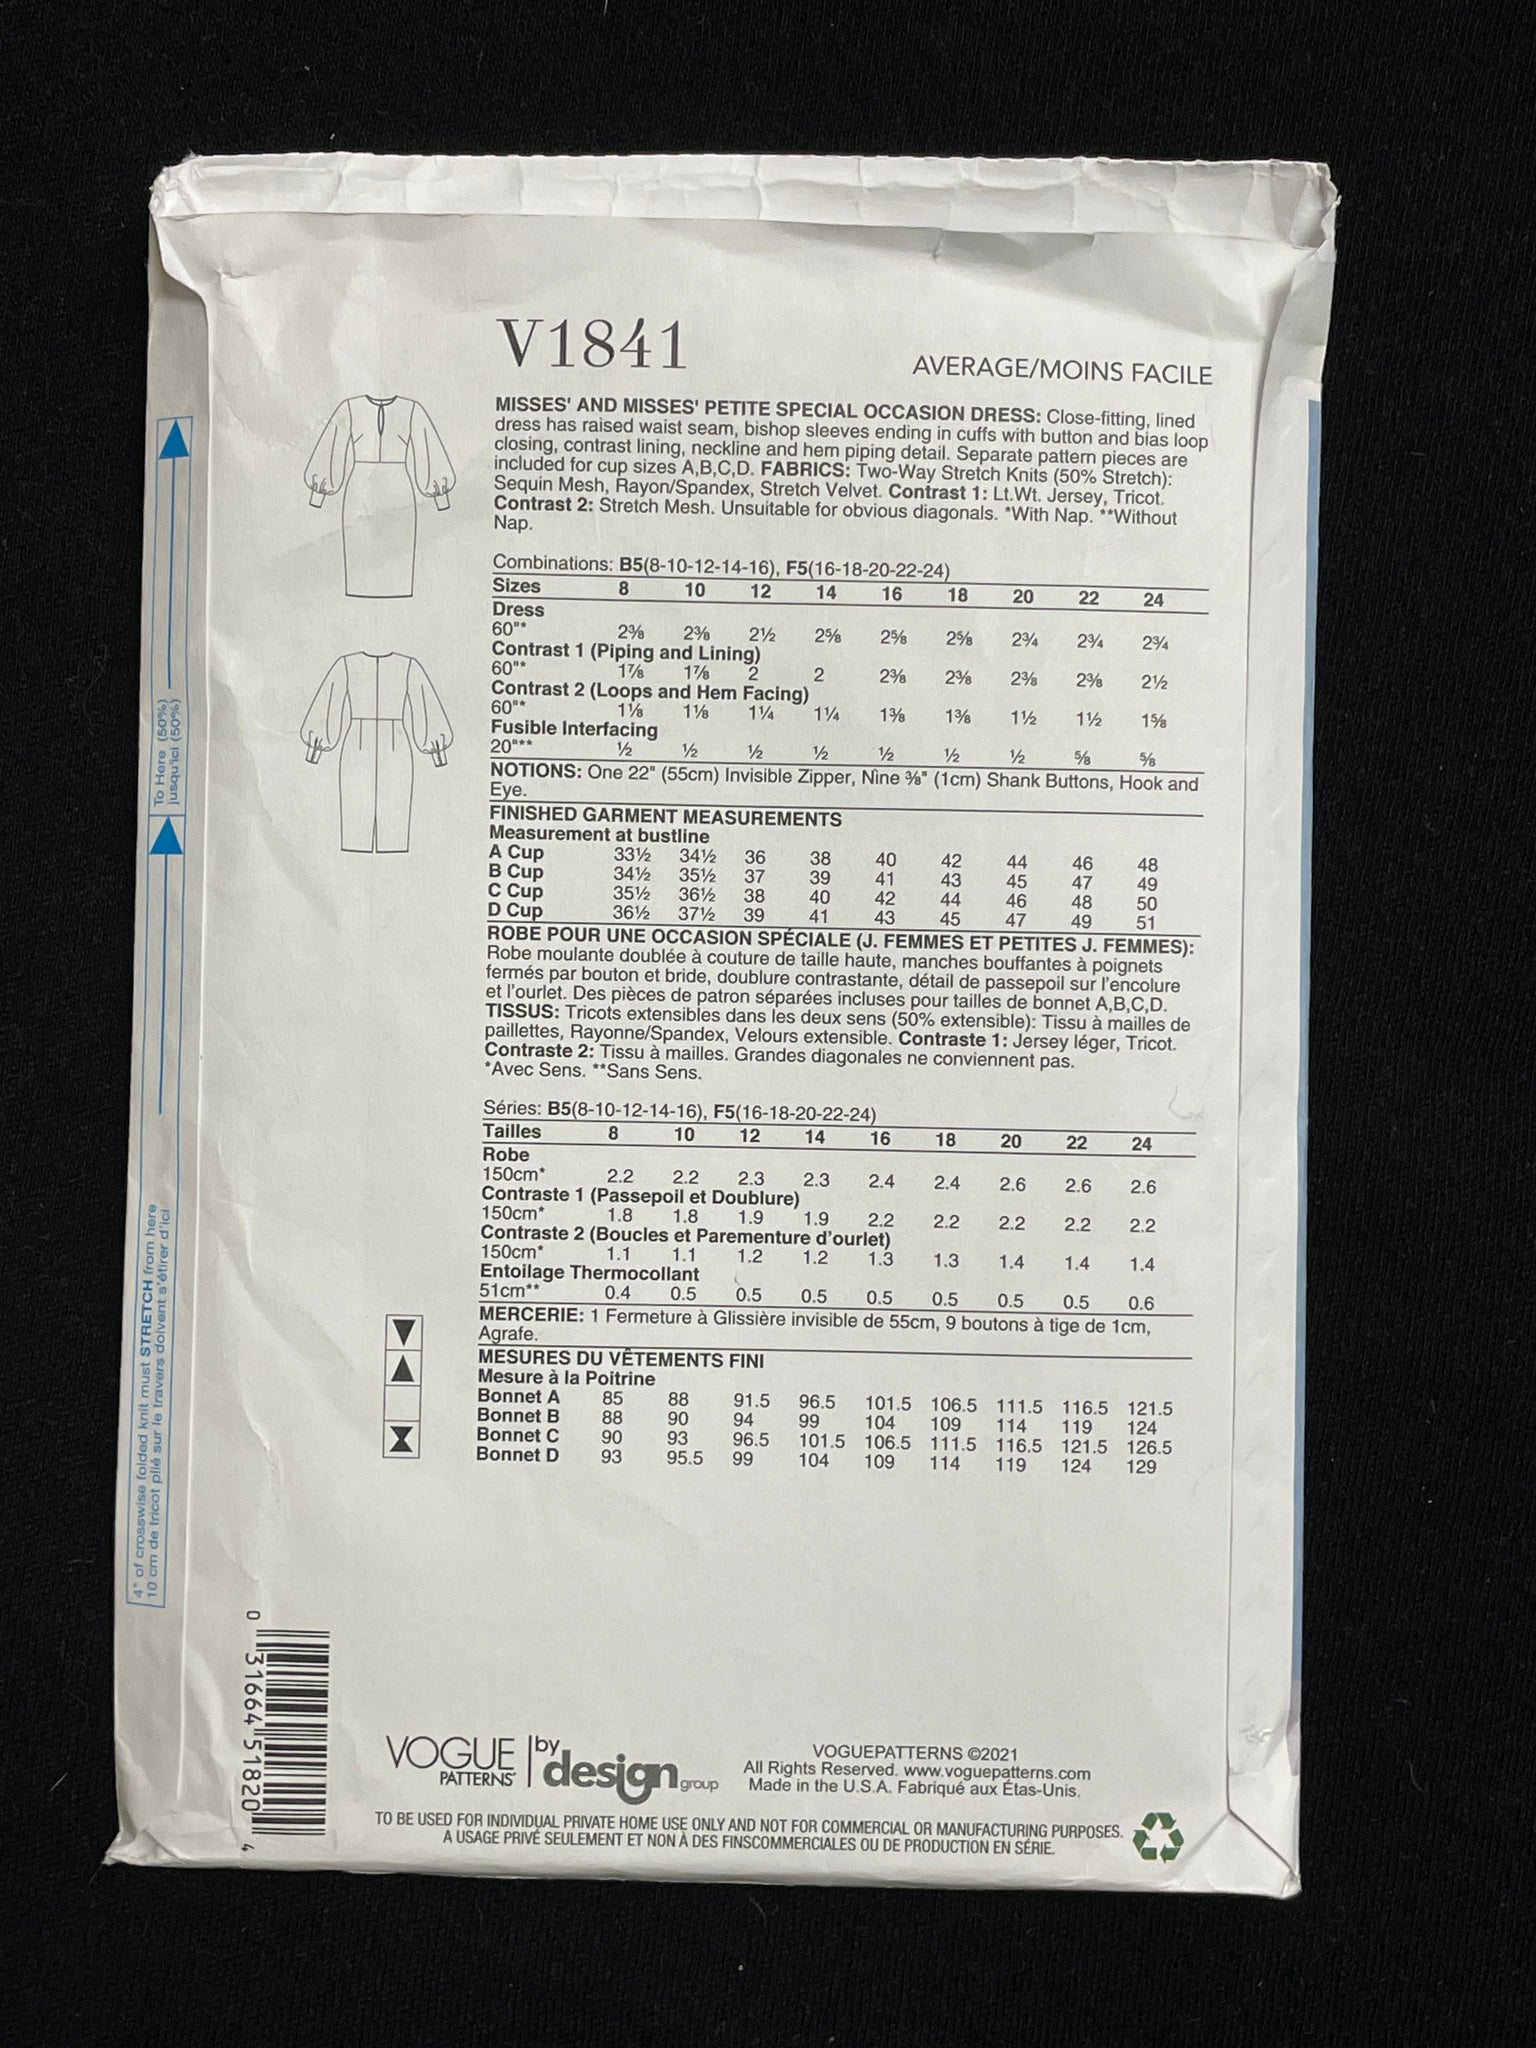 V1841
AVERAGE/MOINS FACILE
MISSES' AND MISSES' PETITE SPECIAL OCCASION DRESS: Close-fitting, lined
dress has raised waist seam, bishop sleeves ending in cuffs with button and bias loop
closing, contrast lining, neckline and hem piping detail. Separate pattern pieces are
included for cup sizes A,B,C,D. FABRICS: Two-Way Stretch Knits (50% Stretch):
Sequin Mesh, Rayon/Spandex, Stretch Velvet. Contrast 1: Lt.Wt. Jersey, Tricot.
Contrast 2: Stretch Mesh. Unsuitable for obvious diagonals. *With Nap. **Without
Nap.
Combinations: B5(8-10-12-14-16), F5(16-18-20-22-24)
Sizes 8 10 12 14 16 18 20 22 24
Dress
60"* 2⅜ 2⅜ 2½ 2⅝ 2⅝ 2⅝ 2¾ 2¾ 2¾
Contrast 1 (Piping and Lining)
60"* 1⅞ 1⅞ 2 2 2⅜ 2⅜ 2⅜ 2⅜ 2½
Contrast 2 (Loops and Hem Facing)
60"* 1⅛ 1⅛ 1¼ 1¼ 1⅜ 1⅜ 1½ 1½ 1⅝
Fusible Interfacing
20"** ½ ½ ½ ½ ½ ½ ½ ⅝ ⅝
NOTIONS: One 22" (55cm) Invisible Zipper, Nine ⅜" (1cm) Shank Buttons, Hook and
Eye.
FINISHED GARMENT MEASUREMENTS
Measurement at bustline
A Cup 33½ 34½ 36 38 40 42 44 46 48
B Cup 34½ 35½ 37 39 41 43 45 47 49
C Cup 35½ 36½ 38 40 42 44 46 48 50
D Cup 36½ 37½ 39 41 43 45 47 49 51
ROBE POUR UNE OCCASION SPÉCIALE (J. FEMMES ET PETITES J. FEMMES):
Robe moulante doublée à couture de taille haute, manches bouffantes à poignets
fermés par bouton et bride, doublure contrastante, détail de passepoil sur l'encolure
et l'ourlet. Des pièces de patron séparées incluses pour tailles de bonnet A,B,C,D.
TISSUS: Tricots extensibles dans les deux sens (50% extensible): Tissu à mailles de
paillettes, Rayonne/Spandex, Velours extensible. Contraste 1: Jersey léger, Tricot.
Contraste 2: Tissu à mailles. Grandes diagonales ne conviennent pas.
*Avec Sens. **Sans Sens.
Séries: B5(8-10-12-14-16), F5(16-18-20-22-24)
Tailles 8 10 12 14 16 18 20 22 24
Robe
150cm* 2.2 2.2 2.3 2.3 2.4 2.4 2.6 2.6 2.6
Contraste 1 (Passepoil et Doublure)
150cm* 1.8 1.8 1.9 1.9 2.2 2.2 2.2 2.2 2.2
Contraste 2 (Boucles et Parementure d'ourlet)
150cm* 1.1 1.1 1.2 1.2 1.3 1.3 1.4 1.4 1.4
Entoilage Thermocollant
51cm** 0.4 0.5 0.5 0.5 0.5 0.5 0.5 0.5 0.6
MERCERIE: 1 Fermeture à Glissière invisible de 55cm, 9 boutons à tige de 1cm,
Agrafe.
MESURES DU VÊTEMENTS FINI
Mesure à la Poitrine
Bonnet A 85 88 91.5 96.5 101.5 106.5 111.5 116.5 121.5
Bonnet B 88 90 94 99 104 109 114 119 124
Bonnet C 90 93 96.5 101.5 106.5 111.5 116.5 121.5 126.5
Bonnet D 93 95.5 99 104 109 114 119 124 129
To Here (50%)
jusqu'ici (50%)
4" of crosswise folded knit must STRETCH from here
10 cm de tricot plié sur le travers doivent s'étirer d'ici
0 31664 51820 4
VOGUE PATTERNS | by design group
VOGUEPATTERNS ©2021
All Rights Reserved. www.voguepatterns.com
Made in the U.S.A. Fabriqué aux États-Unis.
TO BE USED FOR INDIVIDUAL PRIVATE HOME USE ONLY AND NOT FOR COMMERCIAL OR MANUFACTURING PURPOSES.
A USAGE PRIVÉ SEULEMENT ET NON À DES FINSCOMMERCIALES OU DE PRODUCTION EN SÉRIE.